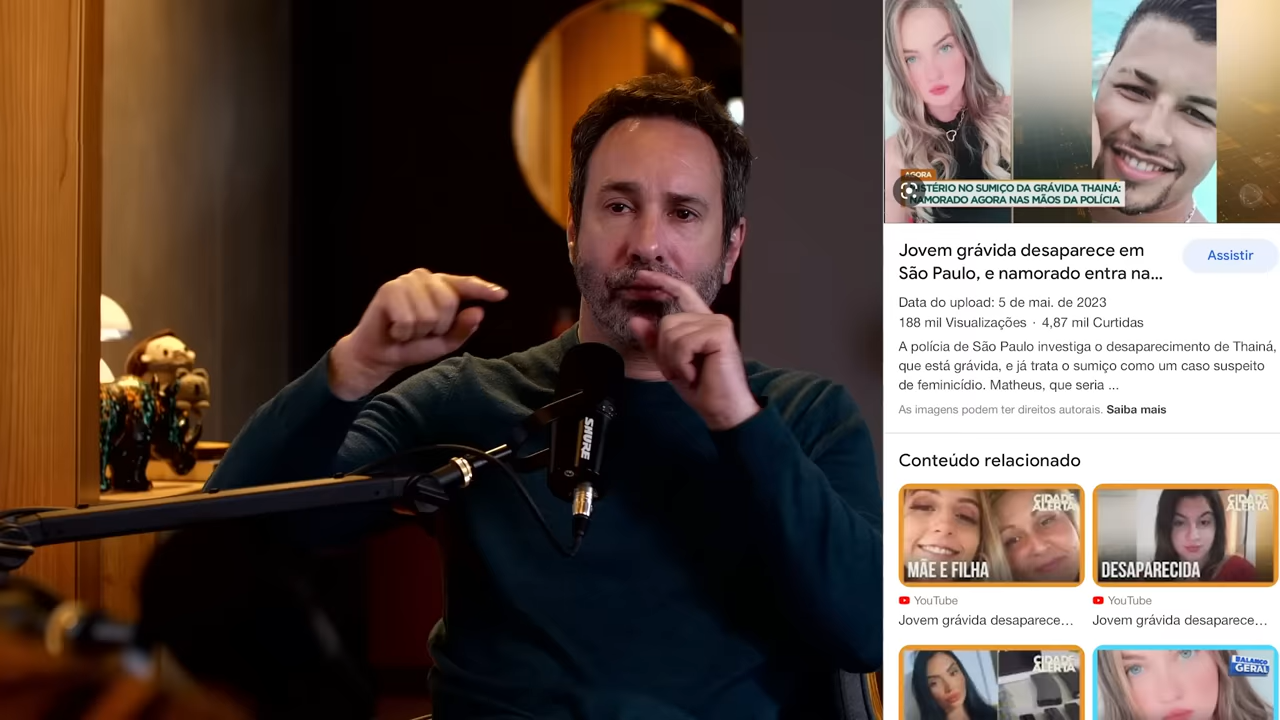 SHURE
AGORA
MISTÉRIO NO SUMIÇO DA GRÁVIDA THAINÁ:
NAMORADO AGORA NAS MÃOS DA POLÍCIA
Jovem grávida desaparece em
São Paulo, e namorado entra na...
Assistir
Data do upload: 5 de mai. de 2023
188 mil Visualizações · 4,87 mil Curtidas
A polícia de São Paulo investiga o desaparecimento de Thainá,
que está grávida, e já trata o sumiço como um caso suspeito
de feminicídio. Matheus, que seria ...
As imagens podem ter direitos autorais. Saiba mais
Conteúdo relacionado
CIDADE
ALERTA
MÃE E FILHA
CIDADE
ALERTA
DESAPARECIDA
YouTube
YouTube
Jovem grávida desaparece...
Jovem grávida desaparece...
CIDADE
ALERTA
BALANÇO
GERAL